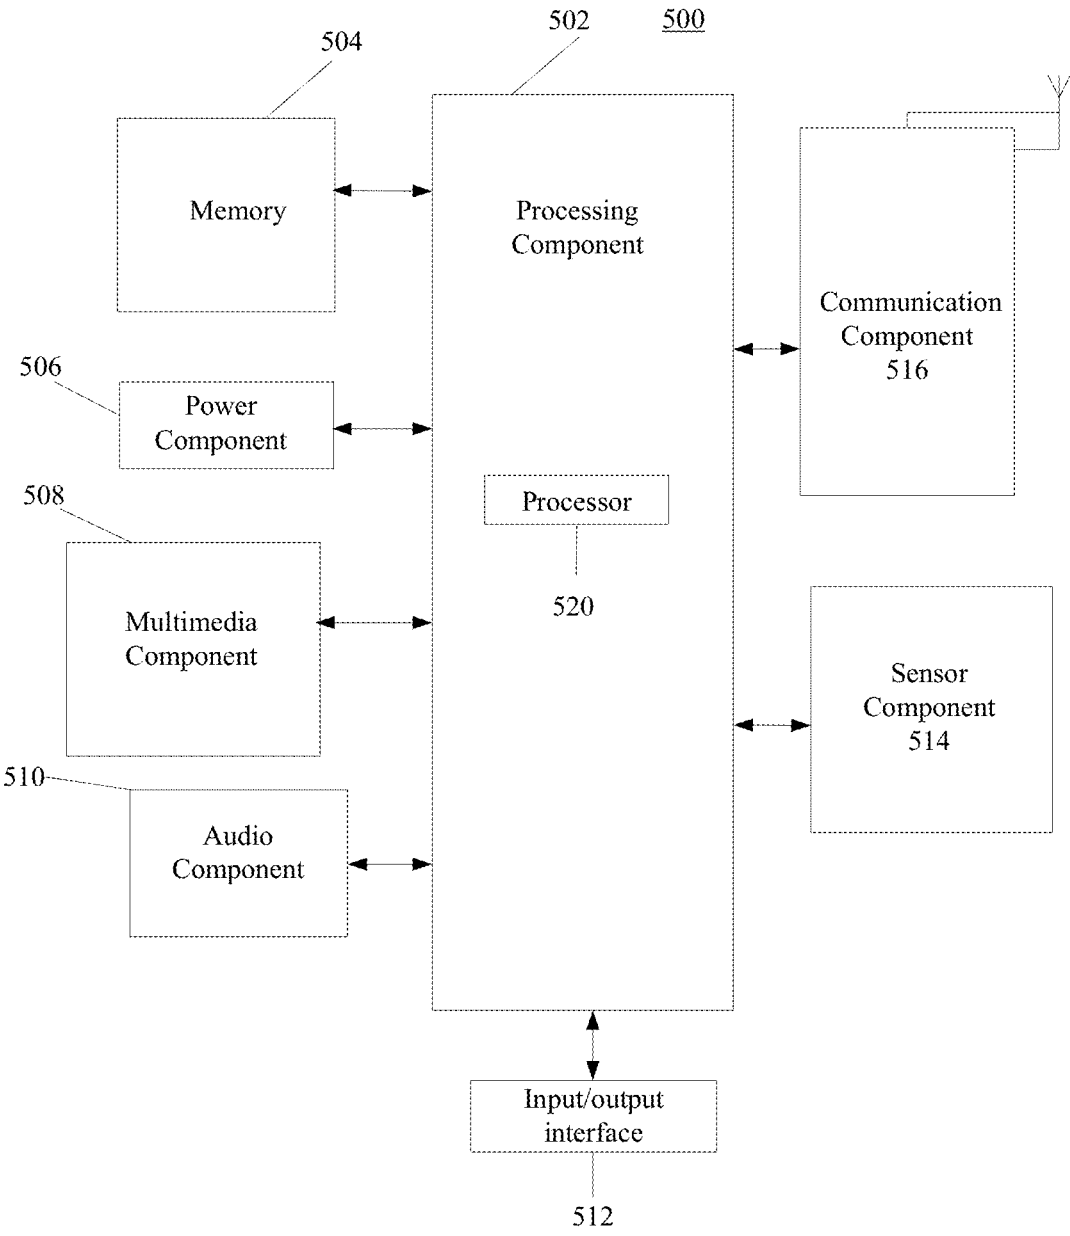 500
502
504
Memory
Processing
Component
Communication
Component
516
506
Power
Component
508
Processor
520
Multimedia
Component
Sensor
Component
514
510
Audio
Component
Input/output
interface
512